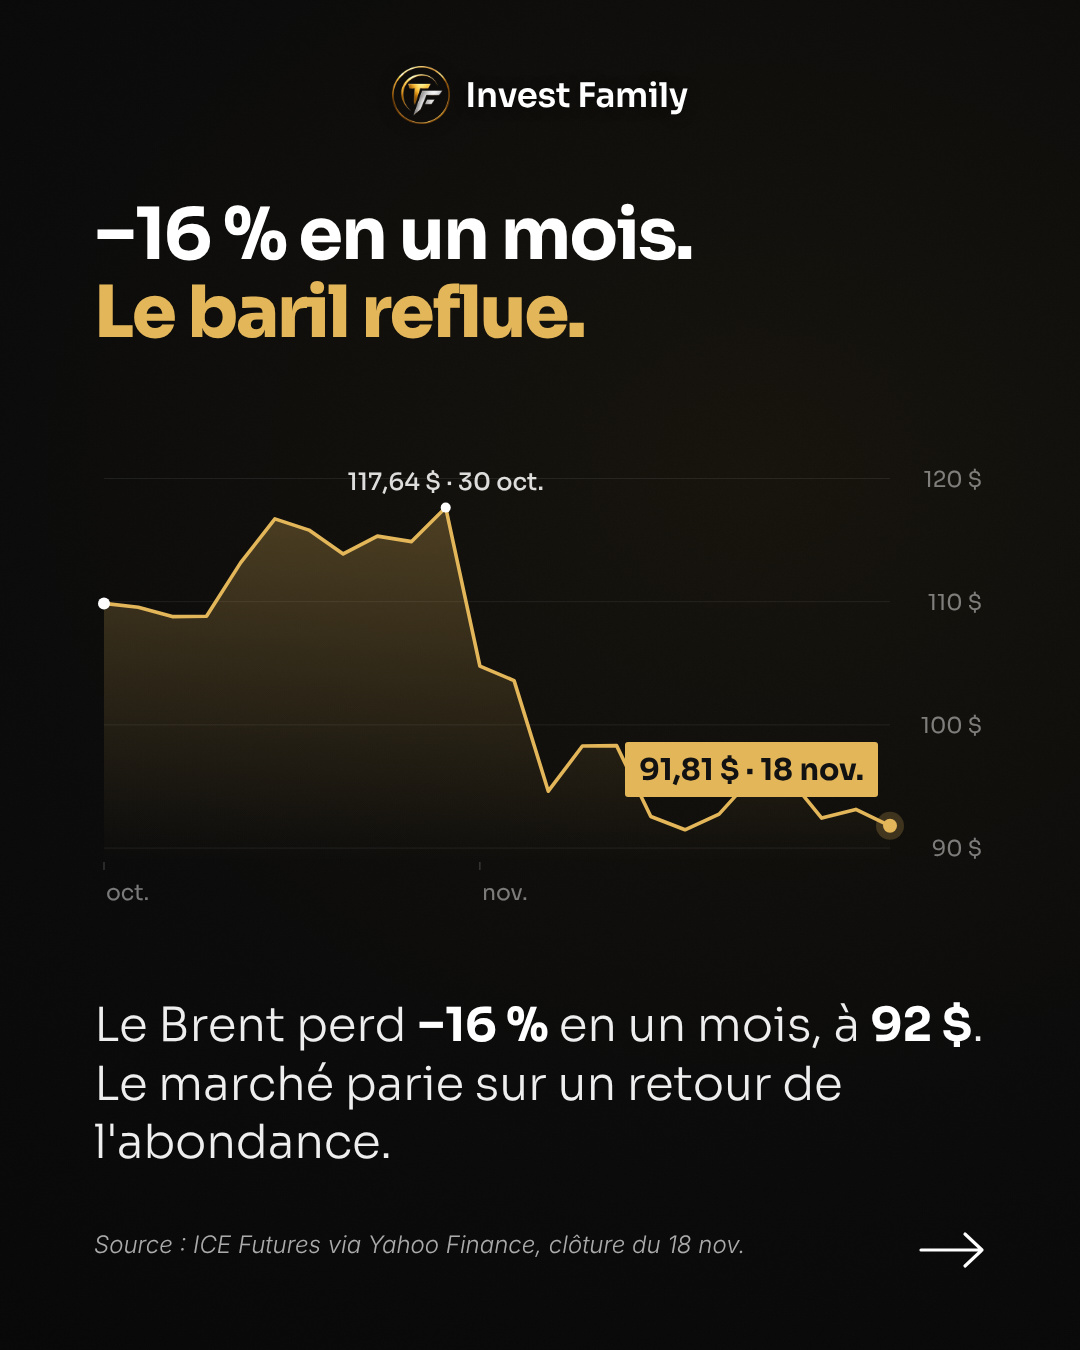 TF Invest Family
−16 % en un mois.
Le baril reflue.
117,64 $ · 30 oct.
120 $
110 $
100 $
91,81 $ · 18 nov.
90 $
oct.
nov.
Le Brent perd −16 % en un mois, à 92 $.
Le marché parie sur un retour de
l'abondance.
Source : ICE Futures via Yahoo Finance, clôture du 18 nov.